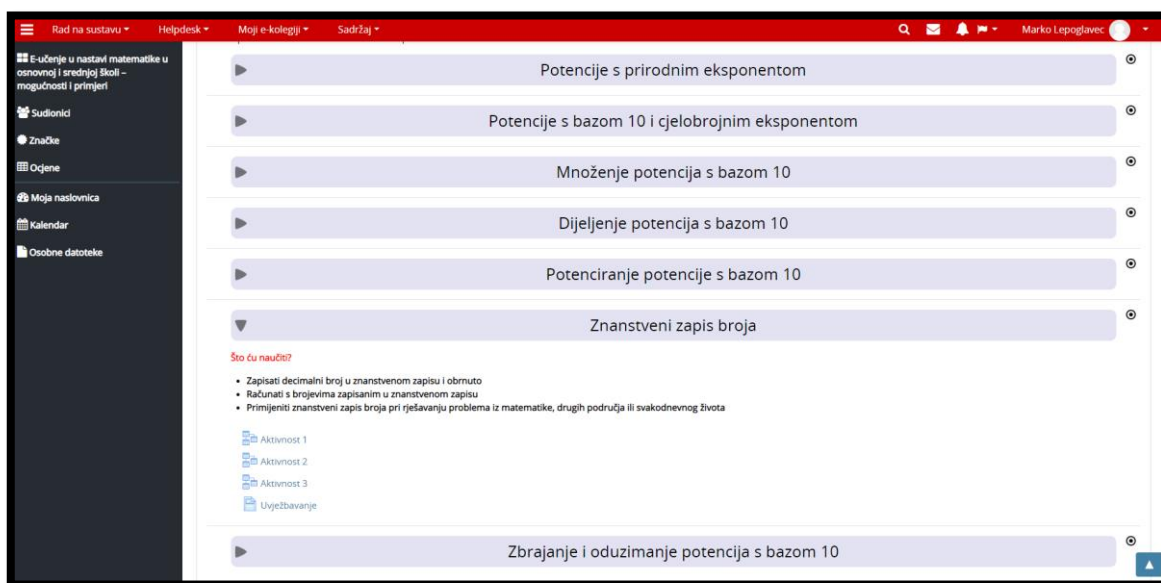 Rad na sustavu
Helpdesk
Moji e-kolegiji
Sadržaj
Marko Lepoglavec
E-učenje u nastavi matematike u
osnovnoj i srednjoj školi –
mogućnosti i primjeri
Sudionici
Značke
Ocjene
Moja naslovnica
Kalendar
Osobne datoteke
Potencije s prirodnim eksponentom
Potencije s bazom 10 i cjelobrojnim eksponentom
Množenje potencija s bazom 10
Dijeljenje potencija s bazom 10
Potenciranje potencije s bazom 10
Znanstveni zapis broja
Što ću naučiti?
• Zapisati decimalni broj u znanstvenom zapisu i obrnuto
• Računati s brojevima zapisanim u znanstvenom zapisu
• Primijeniti znanstveni zapis broja pri rješavanju problema iz matematike, drugih područja ili svakodnevnog života
Aktivnost 1
Aktivnost 2
Aktivnost 3
Uvježbavanje
Zbrajanje i oduzimanje potencija s bazom 10